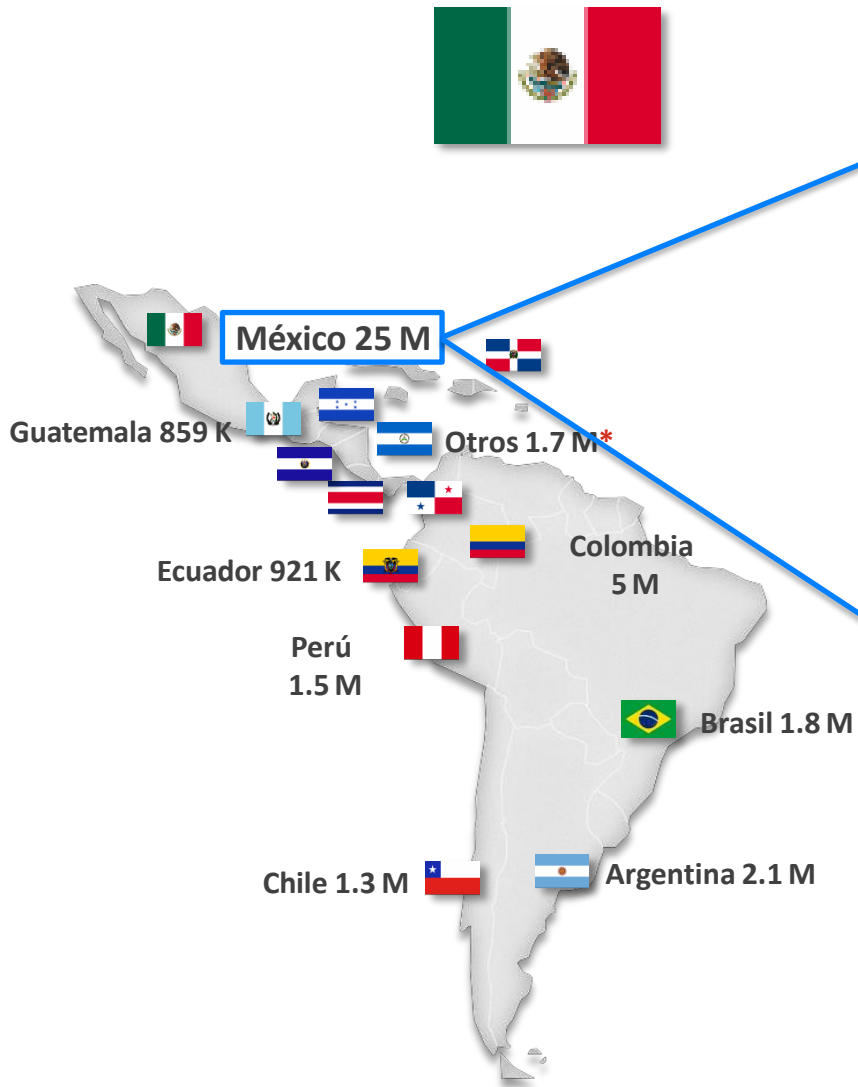 México 25 M
Guatemala 859 K
Otros 1.7 M*
Colombia
5 M
Ecuador 921 K
Perú
1.5 M
Brasil 1.8 M
Chile 1.3 M
Argentina 2.1 M